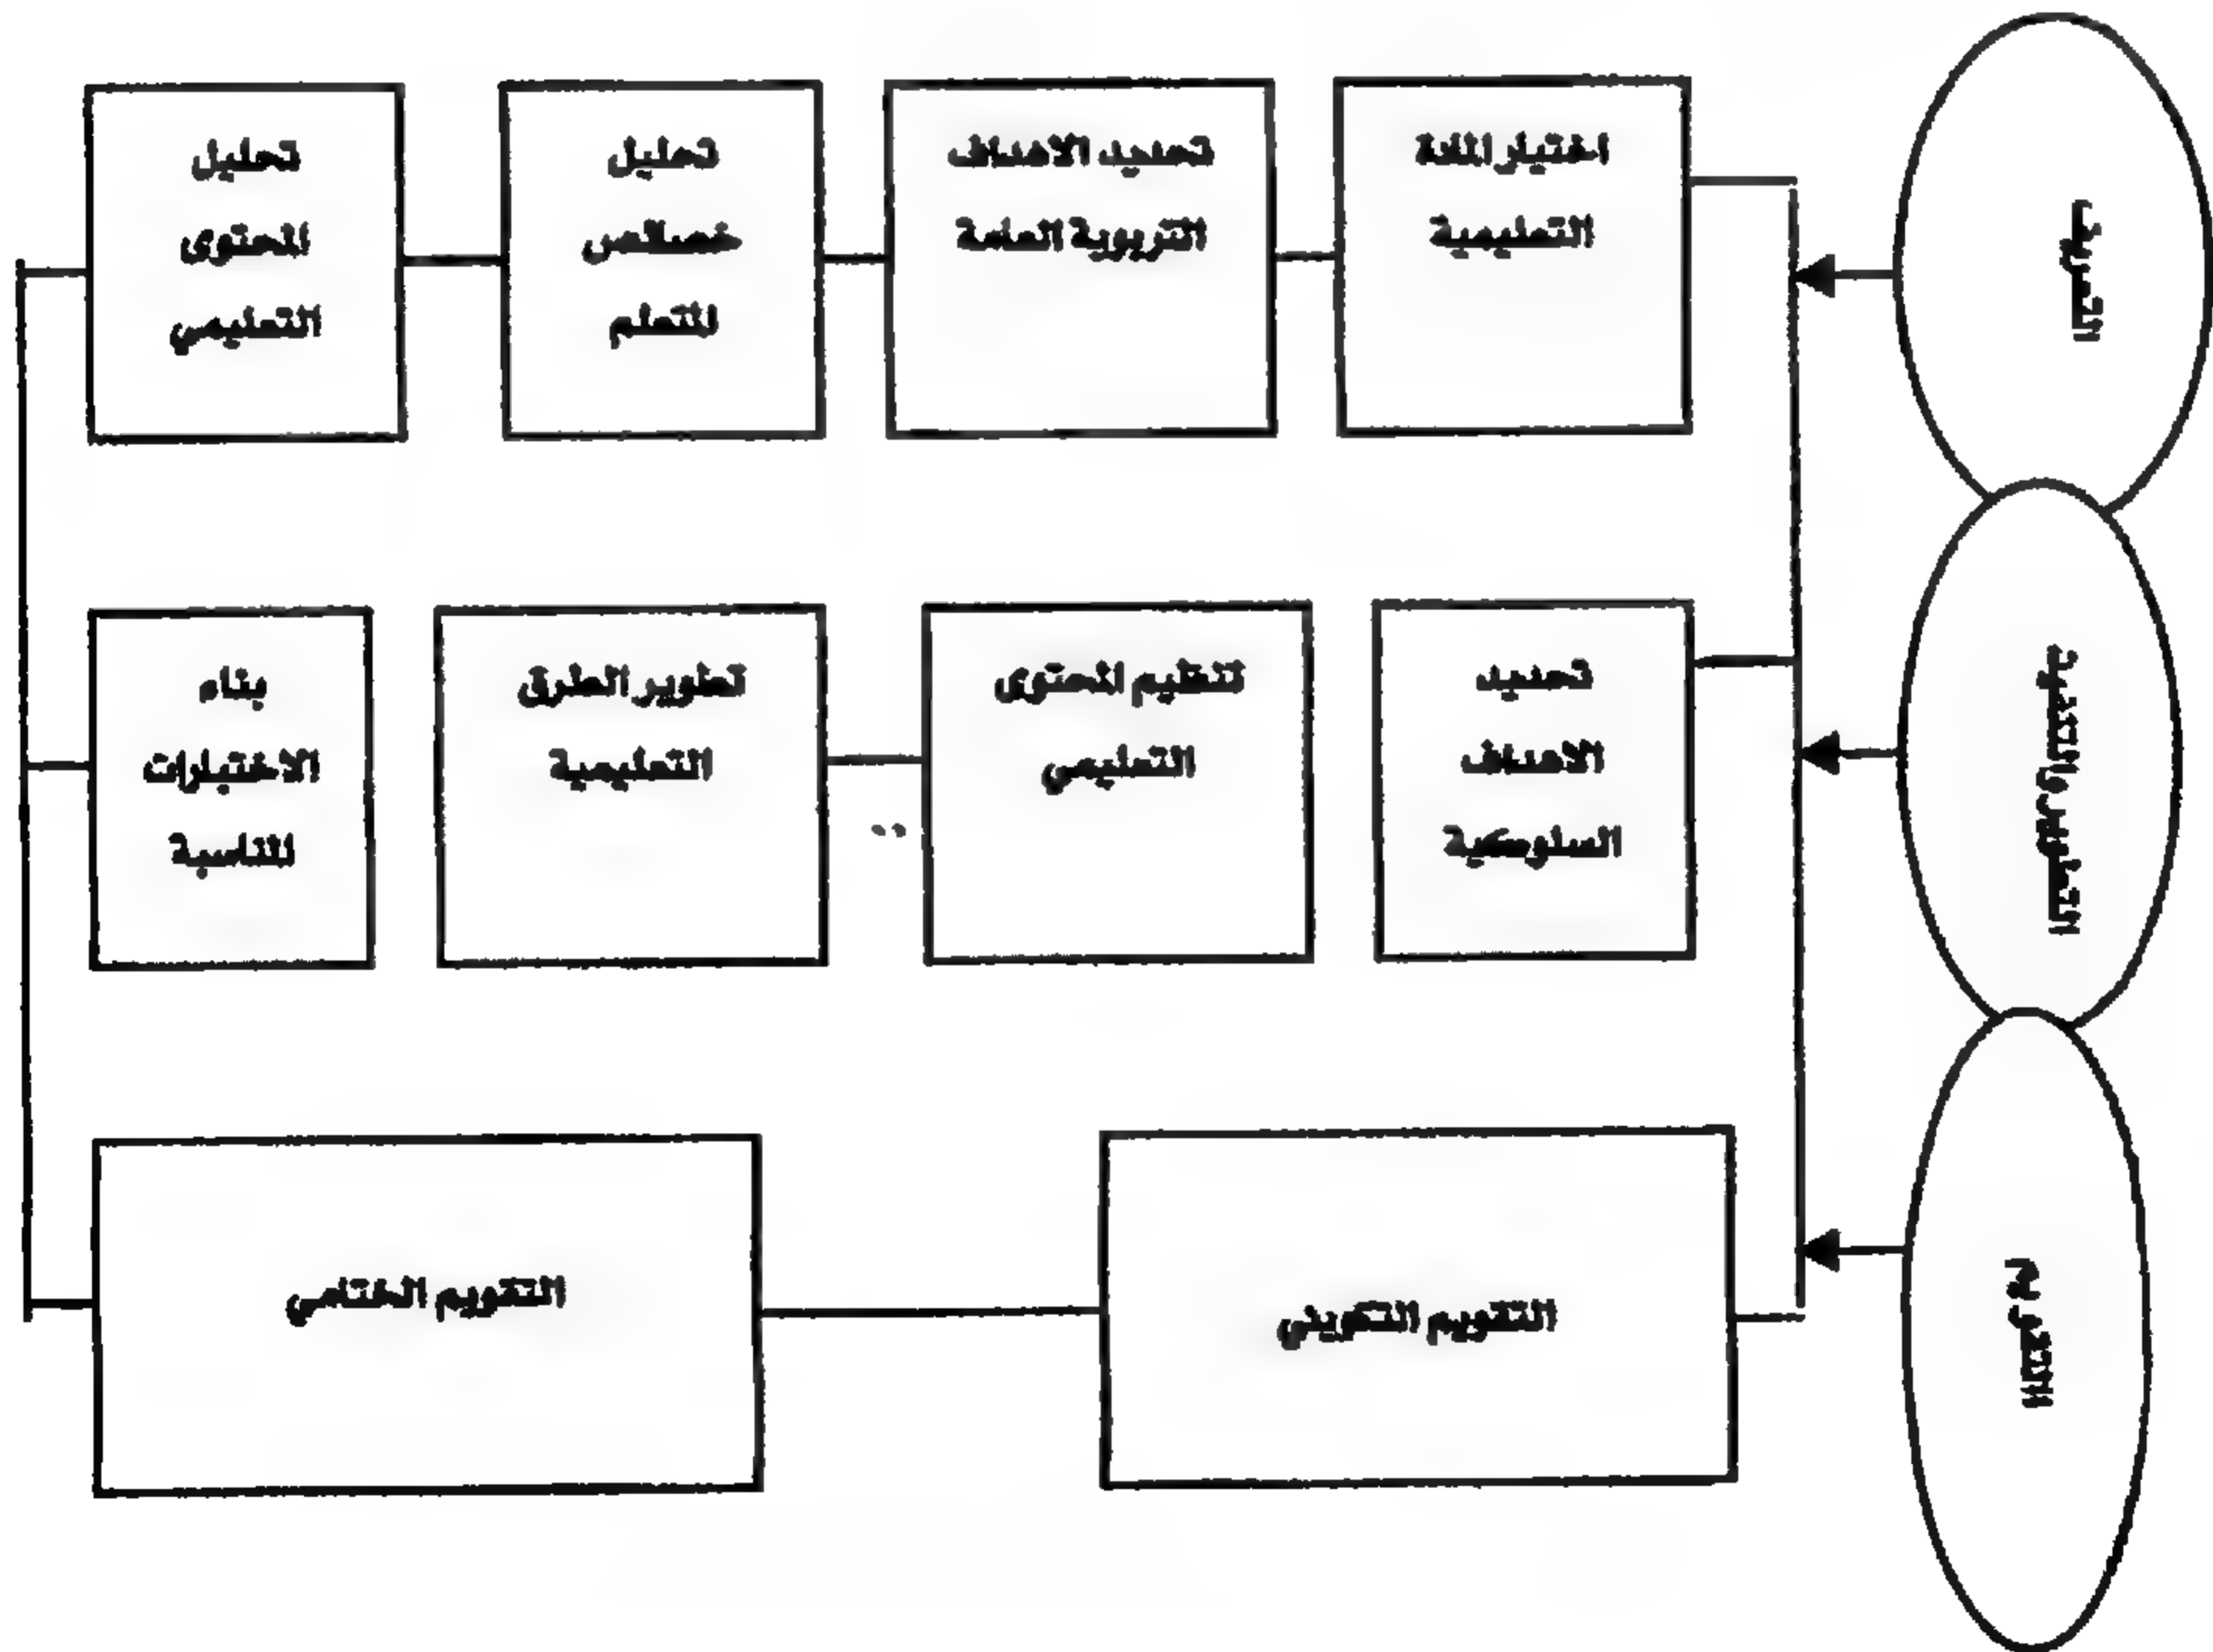 التعريف
اختيار المادة
التعليمية
تحديد الاهداف
التربوية العامة
تحليل
خصائص
المتعلم
تحليل
المحتوى
التعليمي
التطوير والتنفيذ
تحديد
الاهداف
السلوكية
تنظيم المحتوى
التعليمي
تطوير الطرق
التعليمية
بناء
الاختبارات
المناسبة
التقويم
التقويم التكويني
التقويم الختامي